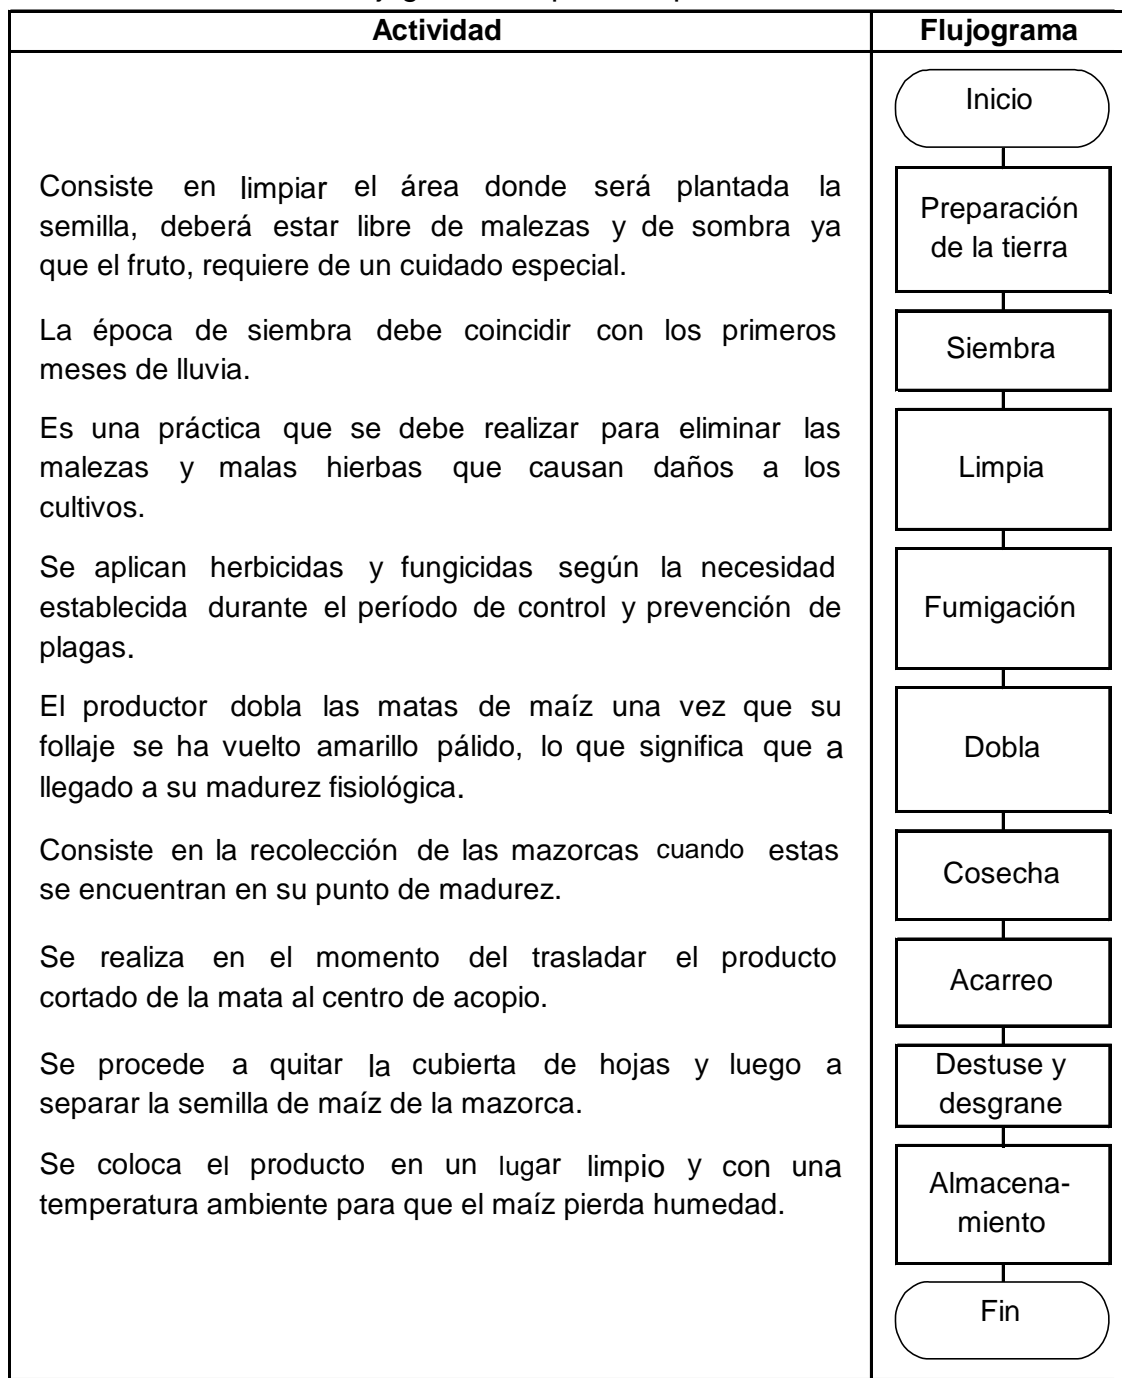 Actividad Flujograma
Inicio
Consiste en limpiar el área donde será plantada la
semilla, deberá estar libre de malezas y de sombra ya
que el fruto, requiere de un cuidado especial.
Preparación
de la tierra
La época de siembra debe coincidir con los primeros
meses de lluvia.
Siembra
Es una práctica que se debe realizar para eliminar las
malezas y malas hierbas que causan daños a los
cultivos.
Limpia
Se aplican herbicidas y fungicidas según la necesidad
establecida durante el período de control y prevención de
plagas.
Fumigación
El productor dobla las matas de maíz una vez que su
follaje se ha vuelto amarillo pálido, lo que significa que a
llegado a su madurez fisiológica.
Dobla
Consiste en la recolección de las mazorcas cuando estas
se encuentran en su punto de madurez.
Cosecha
Se realiza en el momento del trasladar el producto
cortado de la mata al centro de acopio.
Acarreo
Se procede a quitar la cubierta de hojas y luego a
separar la semilla de maíz de la mazorca.
Destuse y
desgrane
Se coloca el producto en un lugar limpio y con una
temperatura ambiente para que el maíz pierda humedad.
Almacena-
miento
Fin